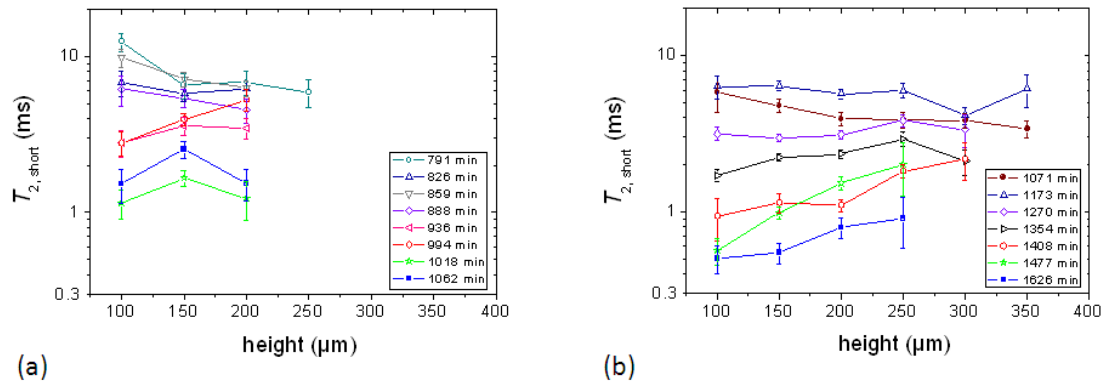 T2, short (ms)
10
1
0.3
100 150 200 250 300 350 400
height (µm)
791 min
826 min
859 min
888 min
936 min
994 min
1018 min
1062 min
(a)
T2, short (ms)
10
1
0.3
100 150 200 250 300 350 400
height (µm)
1071 min
1173 min
1270 min
1354 min
1408 min
1477 min
1626 min
(b)